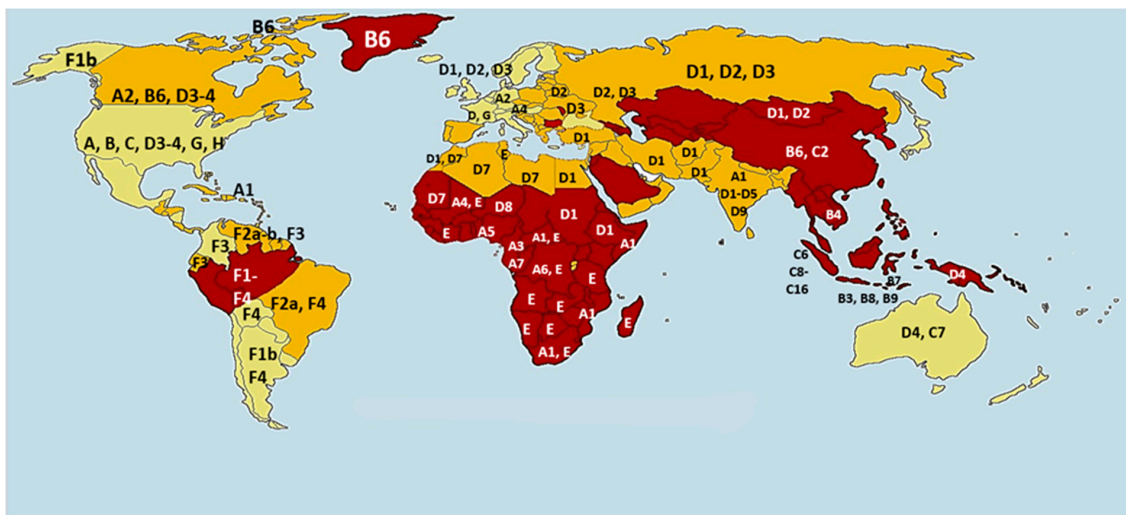 B6
B6
F1b
A2, B6, D3-4
A, B, C, D3-4, G, H
A1
F2a-b, F3
F3
F3
F1-
F4
F2a, F4
F4
F1b
F4
D1, D2, D3
A2
D2
D2, D3
A4
D3
D, G
D1
D1, D2, D3
D1, D2
B6, C2
D1, D7
E
D7
D7
D1
D1
D1
D1
A1
D1-D5
D9
B4
D7
A4, E
D8
D1
D1
E
A5
A3
A1, E
A1
A7
A6, E
E
E
E
A1
E
E
E
A1, E
C6
C8-
C16
B7
B3, B8, B9
D4
D4, C7